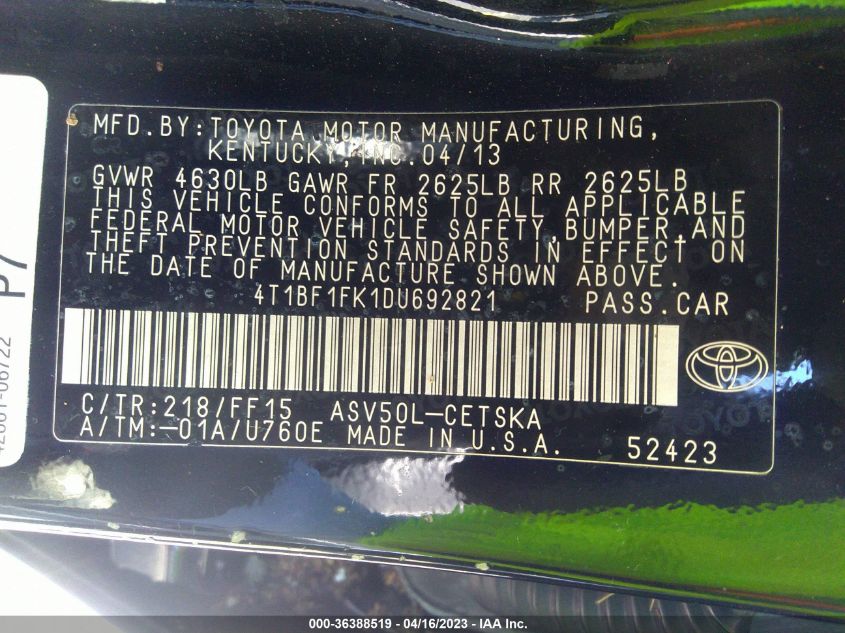 MFD.BY:TOYOTA MOTOR MANUFACTURING,
KENTUCKY,INC.04/13
GVWR 4630LB GAWR FR 2625LB RR 2625LB
THIS VEHICLE CONFORMS TO ALL APPLICABLE
FEDERAL MOTOR VEHICLE SAFETY,BUMPER,AND
THEFT PREVENTION STANDARDS IN EFFECT ON
THE DATE OF MANUFACTURE SHOWN ABOVE.
4T1BF1FK1DU692821 PASS.CAR
C/TR:218/FF15 ASV50L-CETSKA
A/TM:-01A/U760E MADE IN U.S.A. 52423
P7
000-36388519 - 04/16/2023 - IAA Inc.